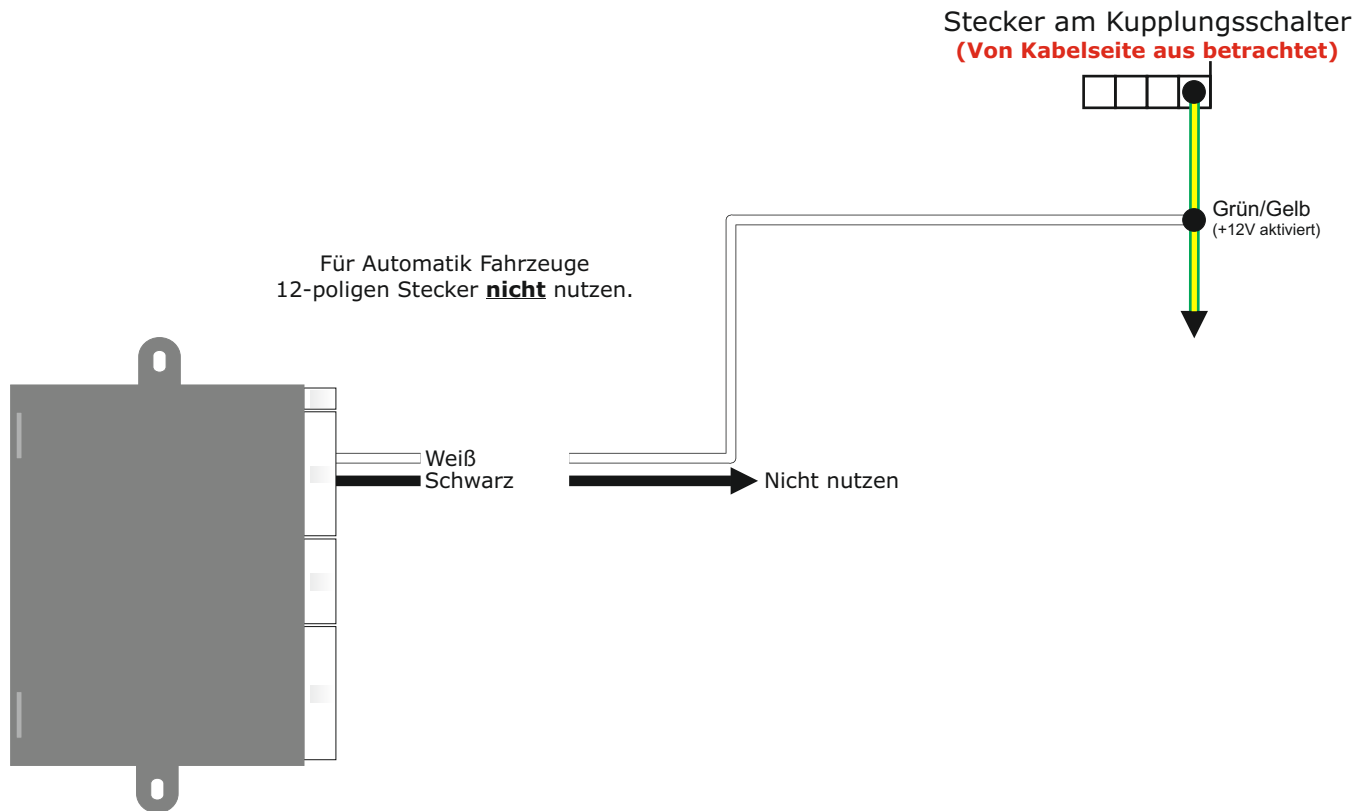 Stecker am Kupplungsschalter
(Von Kabelseite aus betrachtet)
Grün/Gelb
(+12V aktiviert)
Für Automatik Fahrzeuge
12-poligen Stecker nicht nutzen.
Weiß
Schwarz
Nicht nutzen